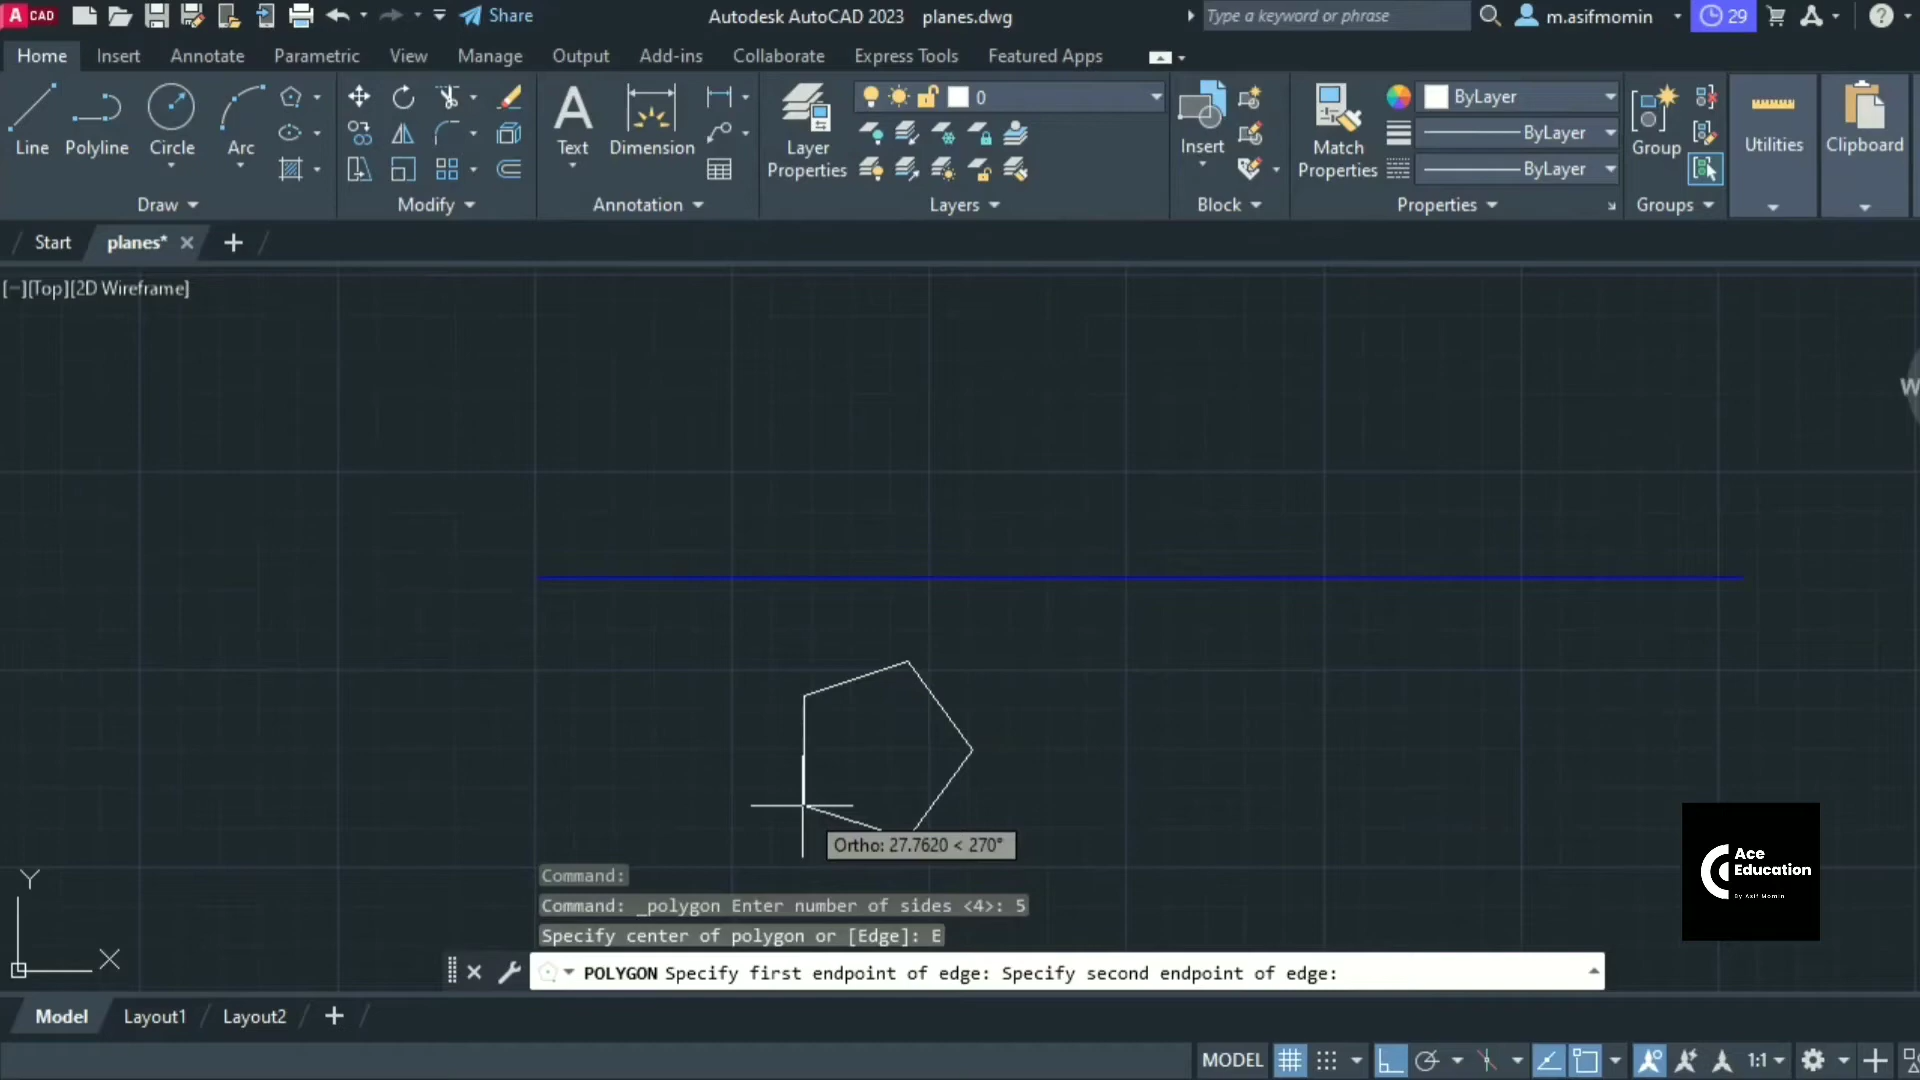 A CAD
Share
Autodesk AutoCAD 2023 planes.dwg
Type a keyword or phrase
m.asifmomin
29
Home Insert Annotate Parametric View Manage Output Add-ins Collaborate Express Tools Featured Apps
Line Polyline Circle Arc
Draw
Modify
A
Text Dimension
Annotation
Layer
Properties
0
Layers
Insert
Block
Match
Properties
ByLayer
ByLayer
ByLayer
Properties
Group
Groups
Utilities
Clipboard
Start planes*
[−][Top][2D Wireframe]
W
Ortho: 27.7620 < 270°
Ace
Education
By Asif Momin
Y
X
Command:
Command: _polygon Enter number of sides <4>: 5
Specify center of polygon or [Edge]: E
POLYGON Specify first endpoint of edge: Specify second endpoint of edge:
Model Layout1 Layout2
MODEL
1:1